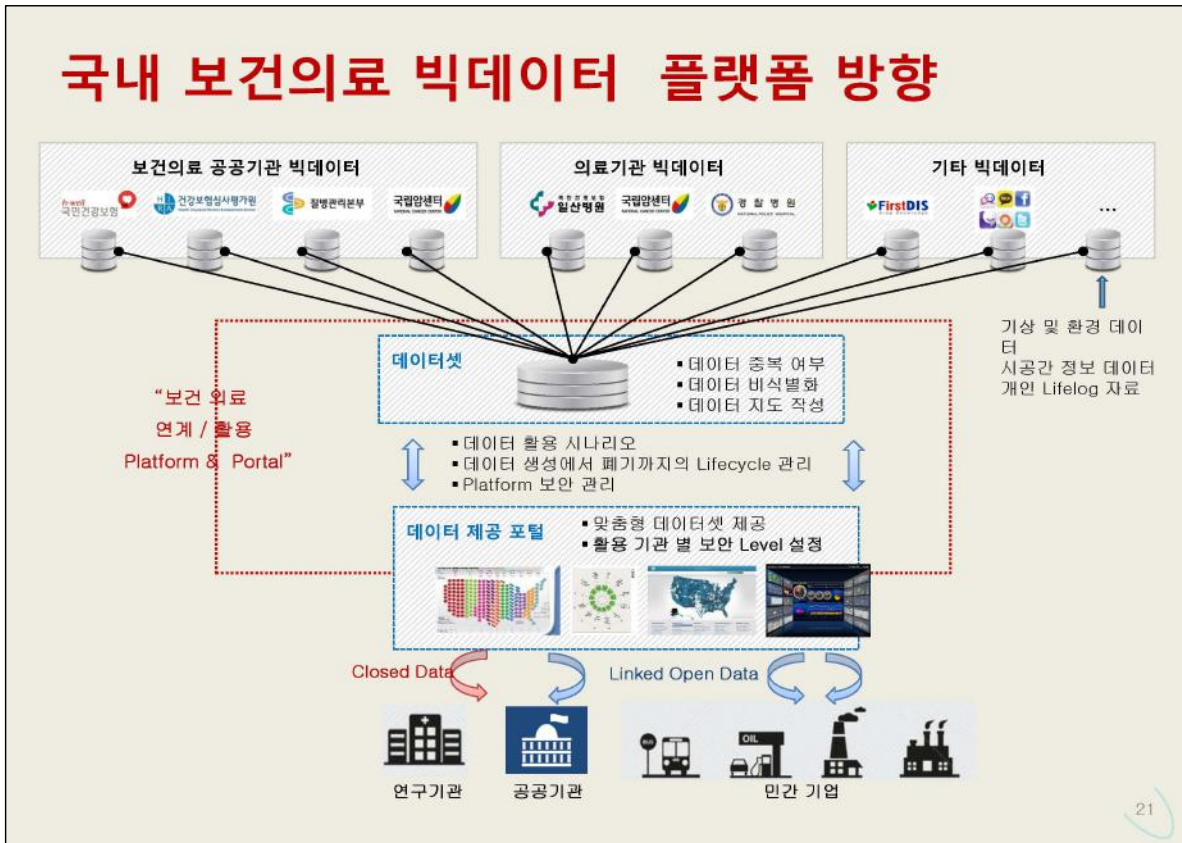 국내 보건의료 빅데이터 플랫폼 방향
보건의료 공공기관 빅데이터
의료기관 빅데이터
기타 빅데이터
h-well
국민건강보험
건강보험심사평가원
질병관리본부
국립암센터
NATIONAL CANCER CENTER
일산병원
국립암센터
NATIONAL CANCER CENTER
경찰병원
NATIONAL POLICE HOSPITAL
FirstDIS
...
기상 및 환경 데이
터
시공간 정보 데이터
개인 Lifelog 자료
데이터셋
▪ 데이터 중복 여부
▪ 데이터 비식별화
▪ 데이터 지도 작성
“보건 의료
연계 / 활용
Platform & Portal”
▪ 데이터 활용 시나리오
▪ 데이터 생성에서 폐기까지의 Lifecycle 관리
▪ Platform 보안 관리
데이터 제공 포털
▪ 맞춤형 데이터셋 제공
▪ 활용 기관 별 보안 Level 설정
Closed Data
Linked Open Data
BUS
OIL
연구기관
공공기관
민간 기업
21